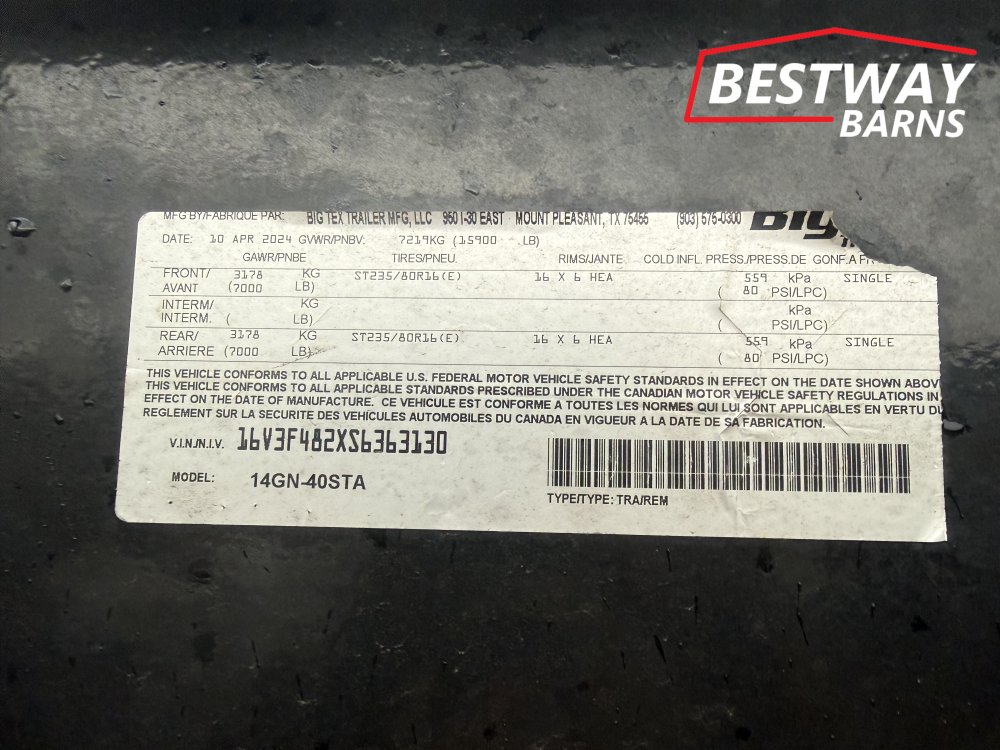 BESTWAY
BARNS
MFG BY/FABRIQUE PAR: BIG TEX TRAILER MFG, LLC 950 I-30 EAST MOUNT PLEASANT, TX 75455 (903) 575-0300 Big
DATE: 10 APR 2024 GVWR/PNBV: 7219KG (15900 LB)
GAWR/PNBE TIRES/PNEU. RIMS/JANTE COLD INFL. PRESS/PRESS.DE GONF.A FR
FRONT/ 3178 KG ST235/80R16(E) 16 X 6 HEA 559 kPa SINGLE
AVANT (7000 LB) ( 80 PSI/LPC)
INTERM/ KG kPa
INTERM. ( LB) ( PSI/LPC)
REAR/ 3178 KG ST235/80R16(E) 16 X 6 HEA 559 kPa SINGLE
ARRIERE (7000 LB) ( 80 PSI/LPC)
THIS VEHICLE CONFORMS TO ALL APPLICABLE U.S. FEDERAL MOTOR VEHICLE SAFETY STANDARDS IN EFFECT ON THE DATE SHOWN ABOV
THIS VEHICLE CONFORMS TO ALL APPLICABLE STANDARDS PRESCRIBED UNDER THE CANADIAN MOTOR VEHICLE SAFETY REGULATIONS IN
EFFECT ON THE DATE OF MANUFACTURE. CE VEHICULE EST CONFORME A TOUTES LES NORMES QUI LUI SONT APPLICABLES EN VERTU DU
REGLEMENT SUR LA SECURITE DES VEHICULES AUTOMOBILES DU CANADA EN VIGUEUR A LA DATE DE SA FABRICATION.
V.I.N./N.I.V. 16V3F482XS6363130
MODEL: 14GN-40STA
TYPE/TYPE: TRA/REM